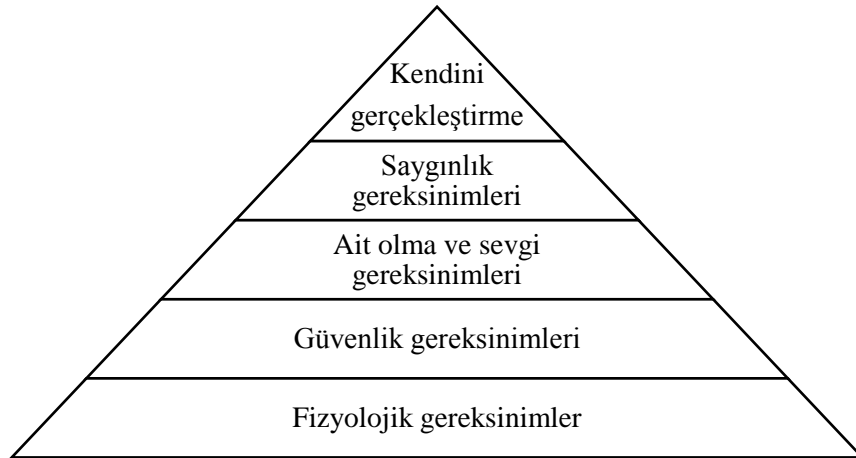 Kendini
gerçekleştirme
Saygınlık
gereksinimleri
Ait olma ve sevgi
gereksinimleri
Güvenlik gereksinimleri
Fizyolojik gereksinimler